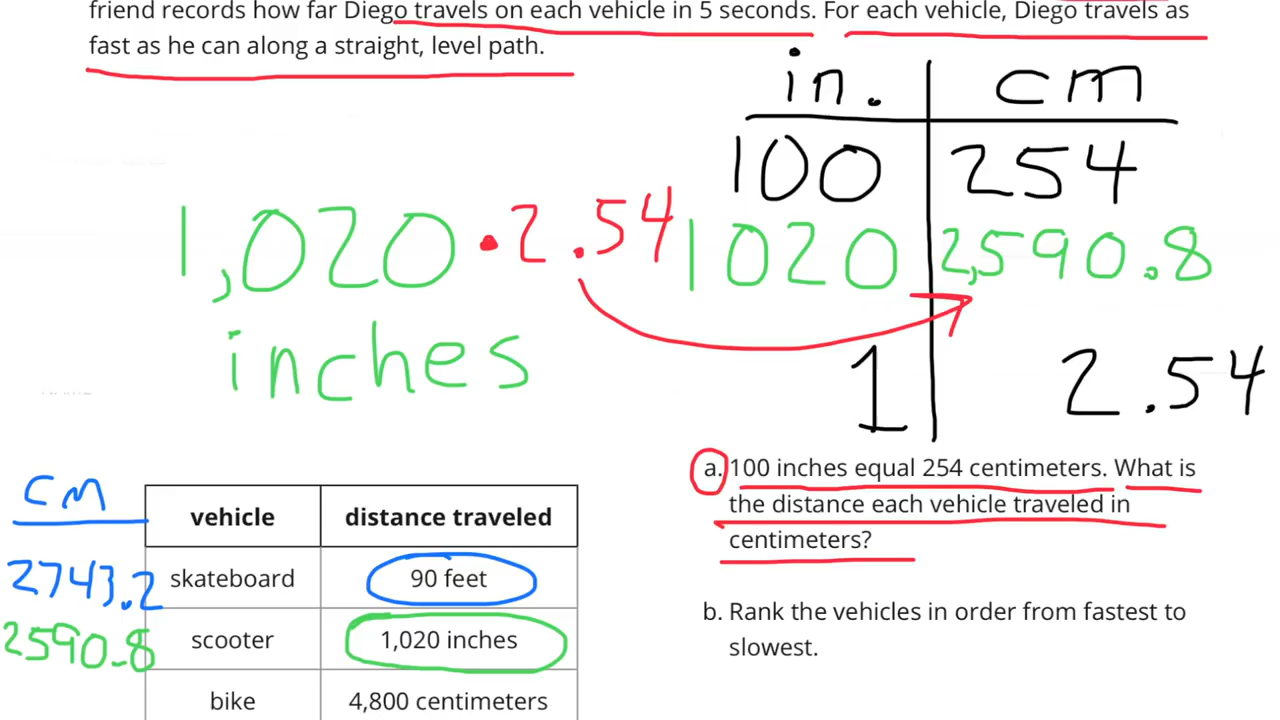 friend records how far Diego travels on each vehicle in 5 seconds. For each vehicle, Diego travels as
fast as he can along a straight, level path.
in. cm
100 254
1,020 · 2.54 1020 2,590.8
inches
1 2.54
a. 100 inches equal 254 centimeters. What is
the distance each vehicle traveled in
centimeters?
b. Rank the vehicles in order from fastest to
slowest.
cm vehicle distance traveled
2743.2 skateboard 90 feet
2590.8 scooter 1,020 inches
bike 4,800 centimeters